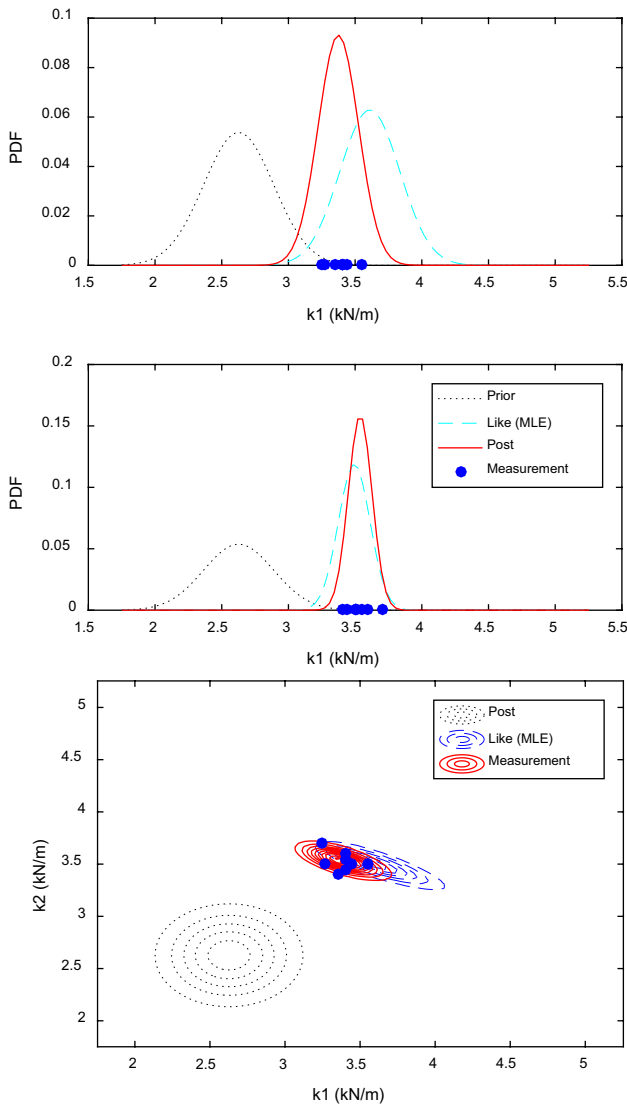 0.1
0.08
0.06
0.04
0.02
0
PDF
1.5 2 2.5 3 3.5 4 4.5 5 5.5
k1 (kN/m)
0.2
0.15
0.1
0.05
0
PDF
Prior
Like (MLE)
Post
Measurement
1.5 2 2.5 3 3.5 4 4.5 5 5.5
k1 (kN/m)
5
4.5
4
3.5
3
2.5
2
k2 (kN/m)
Post
Like (MLE)
Measurement
2 2.5 3 3.5 4 4.5 5
k1 (kN/m)